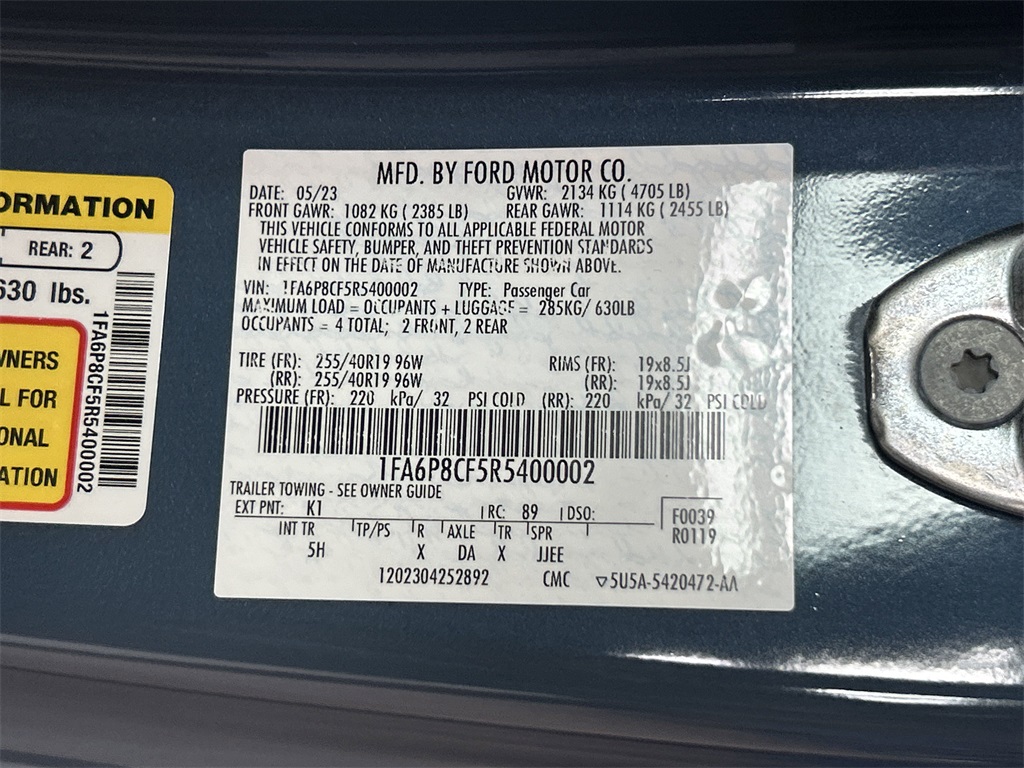 ORMATION
REAR: 2
630 lbs.
WNERS
L FOR
ONAL
ATION
1FA6P8CF5R5400002
MFD. BY FORD MOTOR CO.
DATE: 05/23 GVWR: 2134 KG ( 4705 LB)
FRONT GAWR: 1082 KG ( 2385 LB) REAR GAWR: 1114 KG ( 2455 LB)
THIS VEHICLE CONFORMS TO ALL APPLICABLE FEDERAL MOTOR
VEHICLE SAFETY, BUMPER, AND THEFT PREVENTION STANDARDS
IN EFFECT ON THE DATE OF MANUFACTURE SHOWN ABOVE.
VIN: 1FA6P8CF5R5400002 TYPE: Passenger Car
MAXIMUM LOAD = OCCUPANTS + LUGGAGE = 285KG/ 630LB
OCCUPANTS = 4 TOTAL; 2 FRONT, 2 REAR
TIRE (FR): 255/40R19 96W RIMS (FR): 19x8.5J
(RR): 255/40R19 96W (RR): 19x8.5J
PRESSURE (FR): 220 kPa/ 32 PSI COLD (RR): 220 kPa/ 32 PSI COLD
1FA6P8CF5R5400002
TRAILER TOWING - SEE OWNER GUIDE
EXT PNT: K1 RC: 89 DSO: F0039
INT TR TP/PS R AXLE TR SPR R0119
5H X DA X JJEE
1202304252892 CMC ▽5U5A-5420472-AA